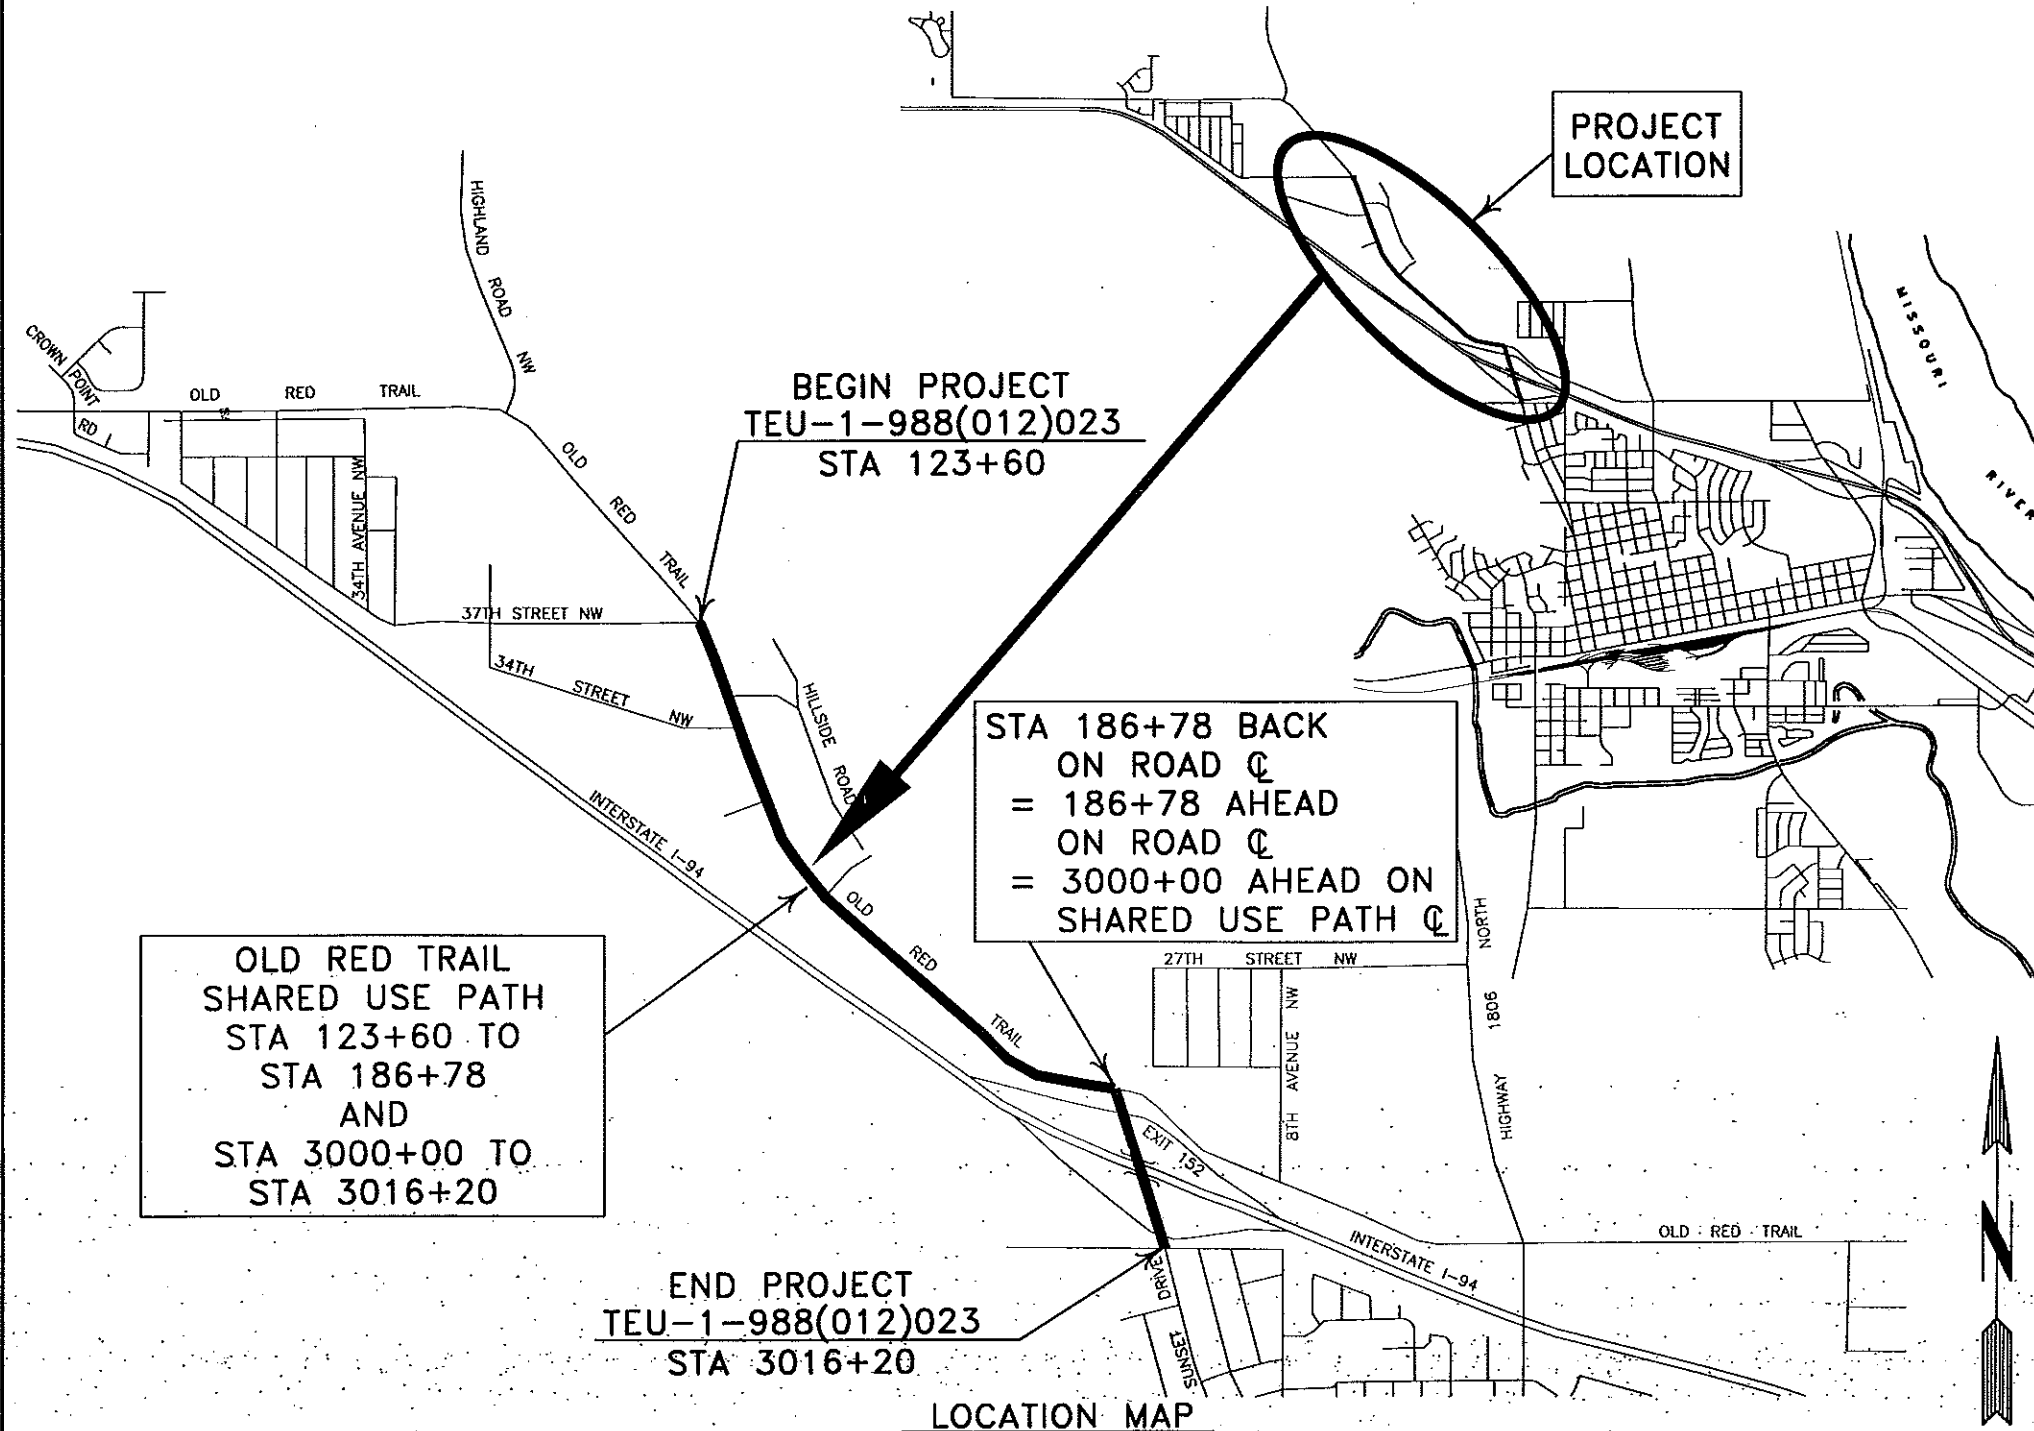 PROJECT
LOCATION
MISSOURI
RIVER
HIGHLAND ROAD NW
CROWN POINT
RD
OLD RED TRAIL
BEGIN PROJECT
TEU-1-988(012)023
STA 123+60
OLD RED TRAIL
34TH AVENUE NW
37TH STREET NW
34TH STREET NW
HILLSIDE ROAD
INTERSTATE I-94
STA 186+78 BACK
ON ROAD ℄
= 186+78 AHEAD
ON ROAD ℄
= 3000+00 AHEAD ON
SHARED USE PATH ℄
OLD RED TRAIL
SHARED USE PATH
STA 123+60 TO
STA 186+78
AND
STA 3000+00 TO
STA 3016+20
OLD RED TRAIL
27TH STREET NW
8TH AVENUE NW
HIGHWAY 1806 NORTH
EXIT 152
INTERSTATE I-94
OLD RED TRAIL
N
END PROJECT
TEU-1-988(012)023
STA 3016+20
SUNSET DRIVE
LOCATION MAP